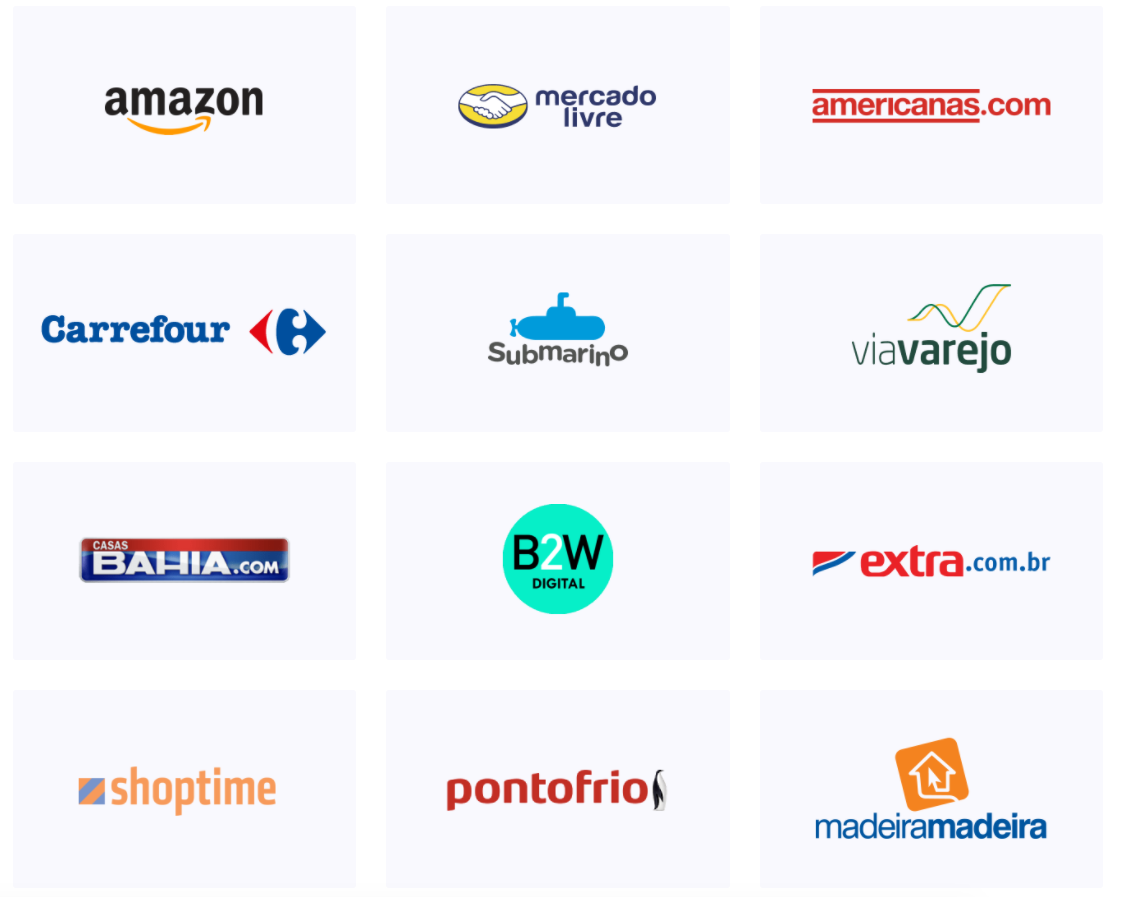 amazon
mercado
livre
americanas.com
Carrefour
Submarino
viavarejo
CASAS
BAHIA.COM
B2W
DIGITAL
extra.com.br
shoptime
pontofrio
madeiramadeira